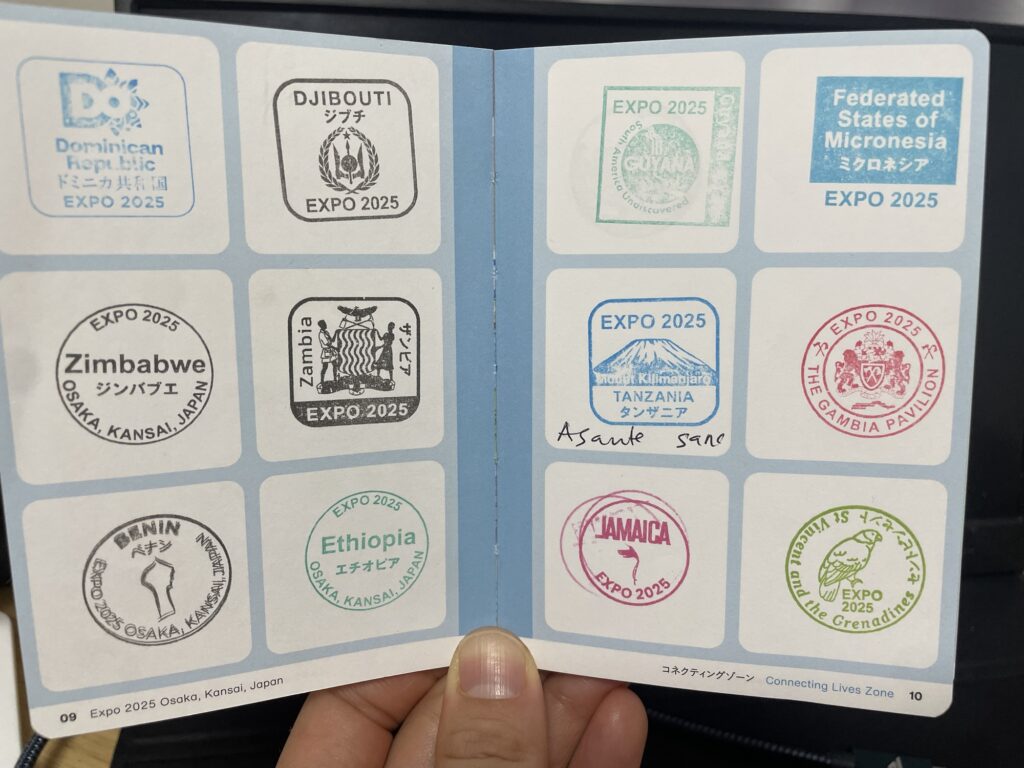 Do
Dominican
Republic
ドミニカ共和国
EXPO 2025
DJIBOUTI
ジブチ
EXPO 2025
EXPO 2025
Zimbabwe
ジンバブエ
OSAKA, KANSAI, JAPAN
Zambia
ザンビア
EXPO 2025
BENIN
ベナン
EXPO 2025 OSAKA, KANSAI, JAPAN
EXPO 2025
Ethiopia
エチオピア
OSAKA, KANSAI, JAPAN
09 Expo 2025 Osaka, Kansai, Japan
EXPO 2025
GUYANA
South America Undiscovered
Federated
States of
Micronesia
ミクロネシア
EXPO 2025
EXPO 2025
Mount Kilimanjaro
TANZANIA
タンザニア
Asante sana
EXPO 2025
THE GAMBIA PAVILION
JAMAICA
EXPO 2025
St Vincent and the Grenadines
EXPO
2025
コネクティングゾーン Connecting Lives Zone 10